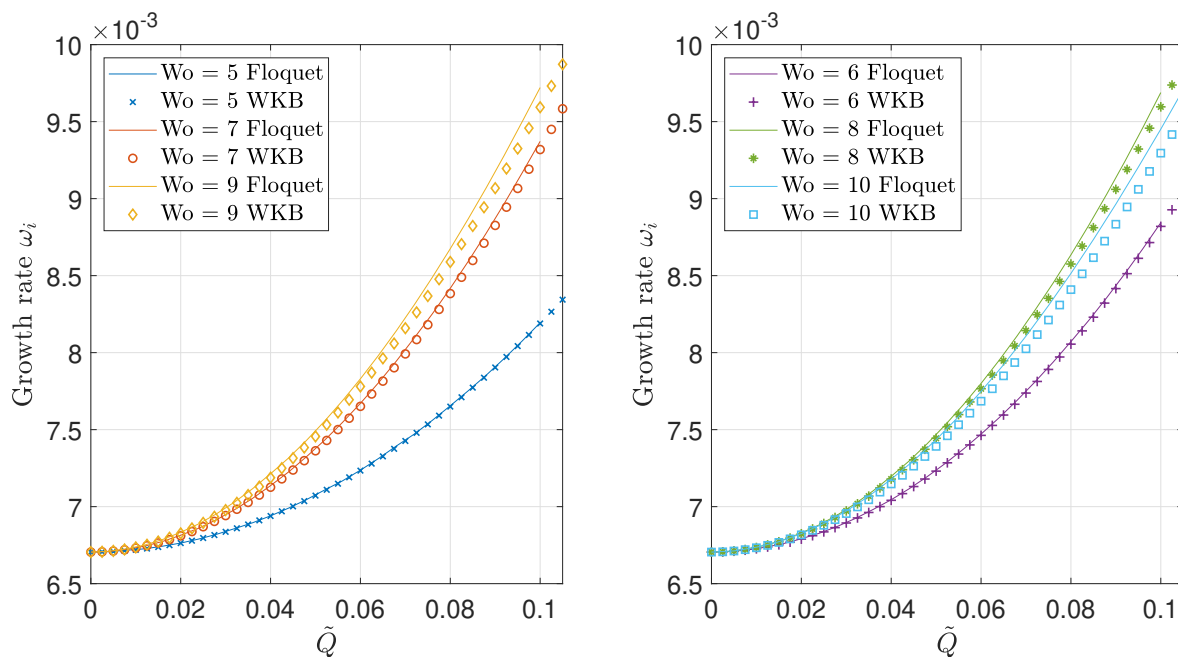 ×10⁻³
10
9.5
9
8.5
8
7.5
7
6.5
Growth rate ωᵢ
Wo = 5 Floquet
Wo = 5 WKB
Wo = 7 Floquet
Wo = 7 WKB
Wo = 9 Floquet
Wo = 9 WKB
0 0.02 0.04 0.06 0.08 0.1
Q̃
×10⁻³
10
9.5
9
8.5
8
7.5
7
6.5
Growth rate ωᵢ
Wo = 6 Floquet
Wo = 6 WKB
Wo = 8 Floquet
Wo = 8 WKB
Wo = 10 Floquet
Wo = 10 WKB
0 0.02 0.04 0.06 0.08 0.1
Q̃